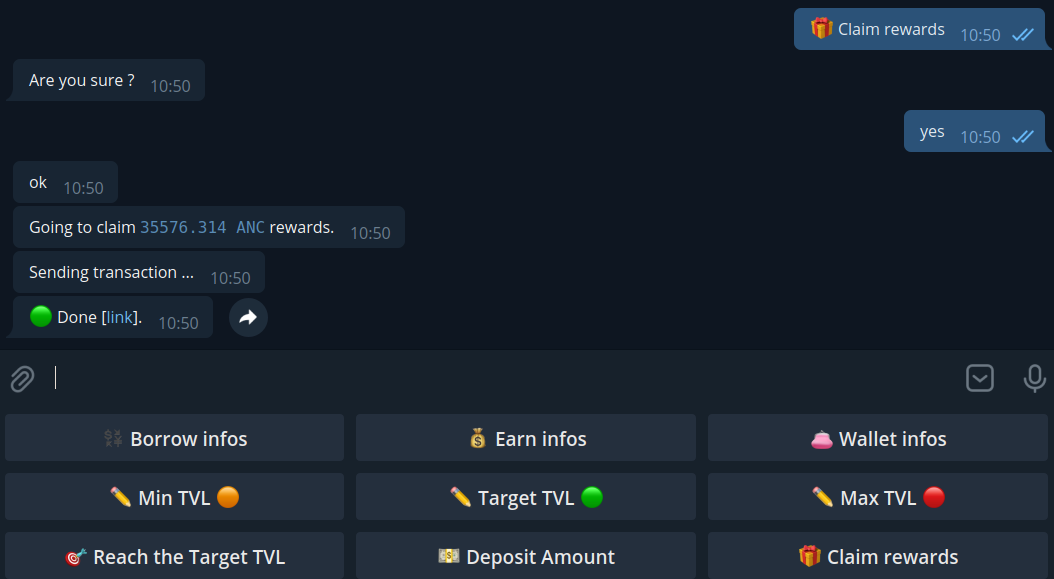 🎁 Claim rewards 10:50
Are you sure ? 10:50
yes 10:50
ok 10:50
Going to claim 35576.314 ANC rewards. 10:50
Sending transaction ... 10:50
🟢 Done [link]. 10:50
💱 Borrow infos 💰 Earn infos 👛 Wallet infos
✏️ Min TVL 🟠 ✏️ Target TVL 🟢 ✏️ Max TVL 🔴
🎯 Reach the Target TVL 💵 Deposit Amount 🎁 Claim rewards